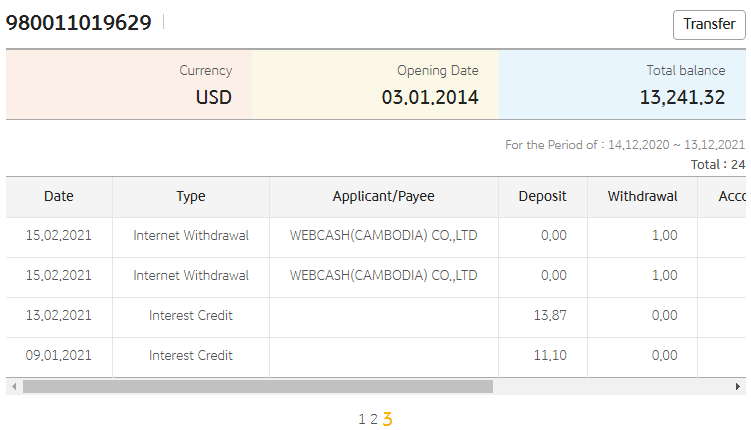 980011019629
Transfer
Currency Opening Date Total balance
USD 03.01.2014 13,241.32
For the Period of : 14.12.2020 ~ 13.12.2021
Total : 24
Date Type Applicant/Payee Deposit Withdrawal Acco
15.02.2021 Internet Withdrawal WEBCASH(CAMBODIA) CO.,LTD 0.00 1.00
15.02.2021 Internet Withdrawal WEBCASH(CAMBODIA) CO.,LTD 0.00 1.00
13.02.2021 Interest Credit 13.87 0.00
09.01.2021 Interest Credit 11.10 0.00
1 2 3